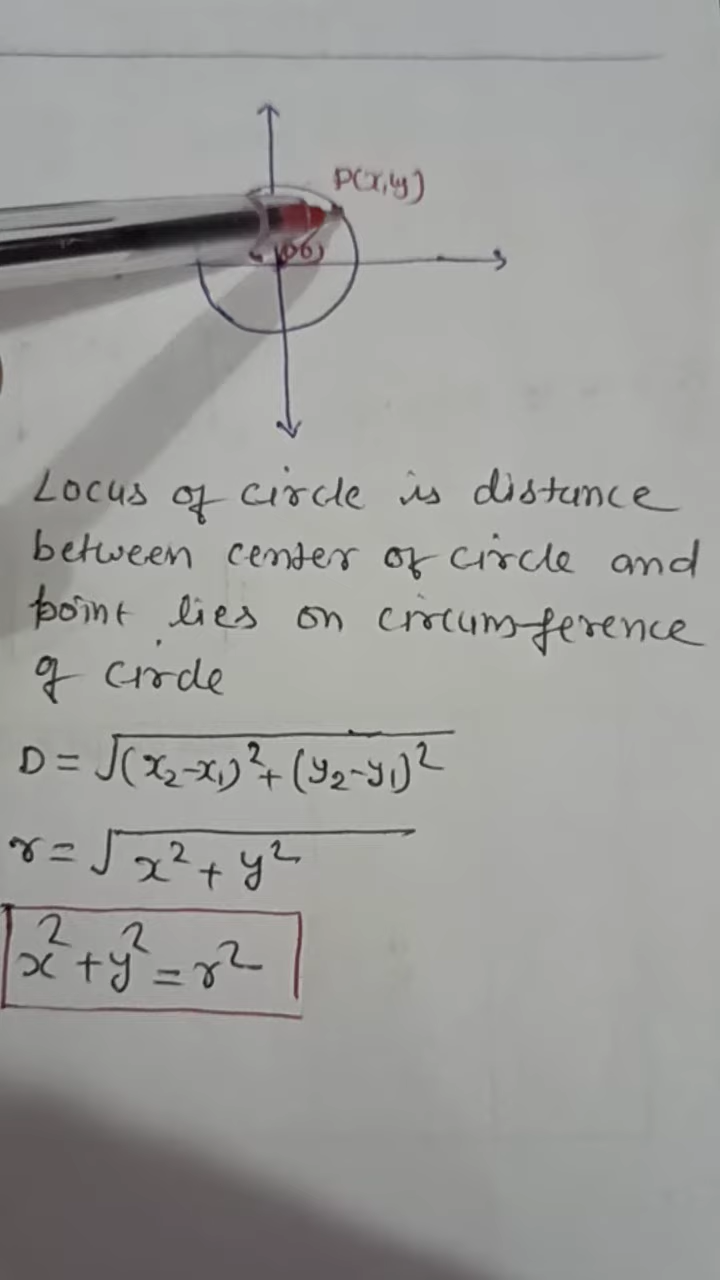 P(x,y)
(0,0)
Locus of circle is distance
between center of circle and
point lies on circumference
of circle
D = √(x₂-x₁)²+(y₂-y₁)²
r = √x²+y²
x²+y²=r²